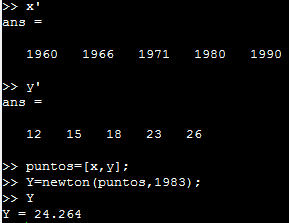 >> x'
ans =
1960 1966 1971 1980 1990
>> y'
ans =
12 15 18 23 26
>> puntos=[x,y];
>> Y=newton(puntos,1983);
>> Y
Y = 24.264